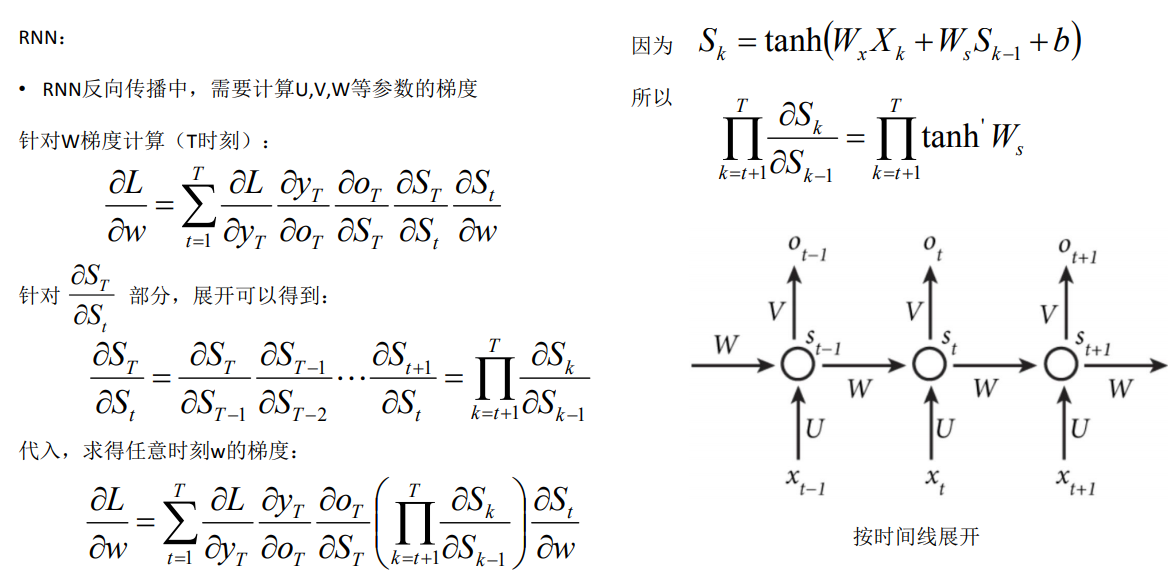 RNN：
• RNN反向传播中，需要计算U,V,W等参数的梯度
针对W梯度计算（T时刻）：
∂L/∂w = ∑_{t=1}^{T} ∂L/∂y_T ∂y_T/∂o_T ∂o_T/∂S_T ∂S_T/∂S_t ∂S_t/∂w
针对 ∂S_T/∂S_t 部分，展开可以得到：
∂S_T/∂S_t = ∂S_T/∂S_{T-1} ∂S_{T-1}/∂S_{T-2} ⋯ ∂S_{t+1}/∂S_t = ∏_{k=t+1}^{T} ∂S_k/∂S_{k-1}
代入，求得任意时刻w的梯度：
∂L/∂w = ∑_{t=1}^{T} ∂L/∂y_T ∂y_T/∂o_T ∂o_T/∂S_T (∏_{k=t+1}^{T} ∂S_k/∂S_{k-1}) ∂S_t/∂w
因为 S_k = tanh(W_x X_k + W_s S_{k-1} + b)
所以
∏_{k=t+1}^{T} ∂S_k/∂S_{k-1} = ∏_{k=t+1}^{T} tanh' W_s
o_{t-1} o_t o_{t+1}
V V V
s_{t-1} s_t s_{t+1}
W W W W
U U U
x_{t-1} x_t x_{t+1}
按时间线展开